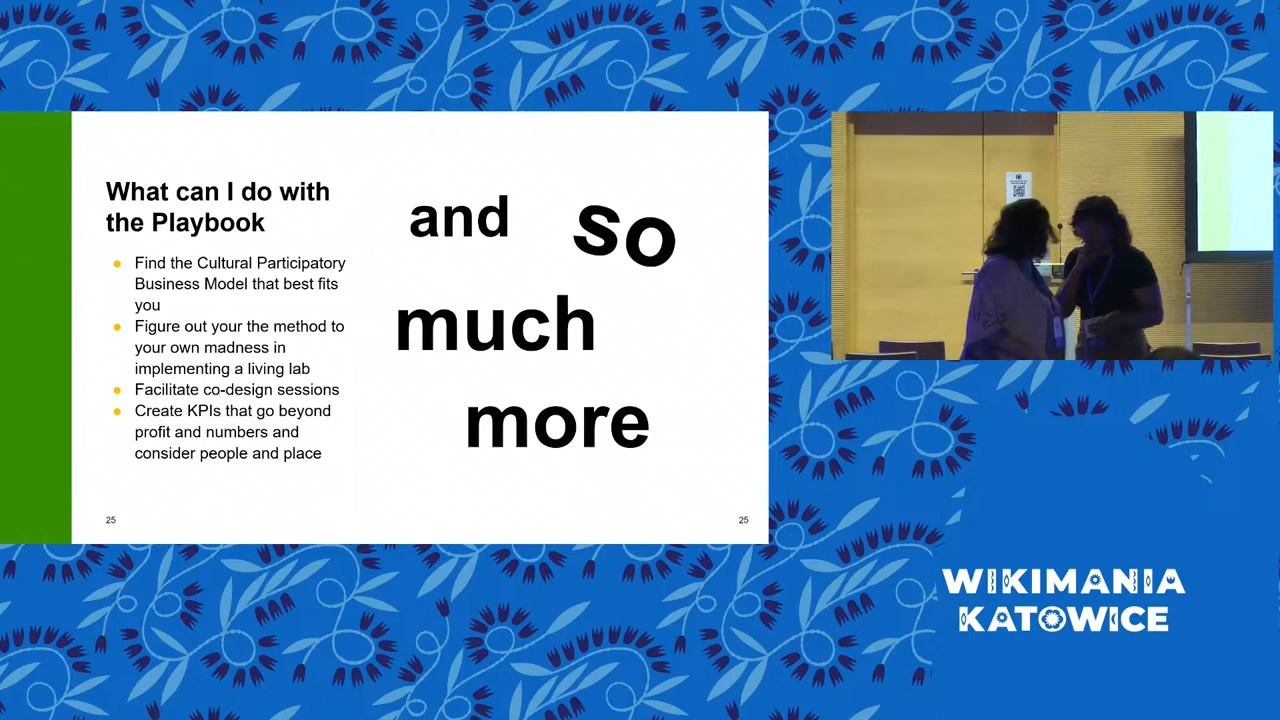 What can I do with
the Playbook
Find the Cultural Participatory
Business Model that best fits
you
Figure out your the method to
your own madness in
implementing a living lab
Facilitate co-design sessions
Create KPIs that go beyond
profit and numbers and
consider people and place
and so
much
more
25
25
WIKIMANIA
KATOWICE